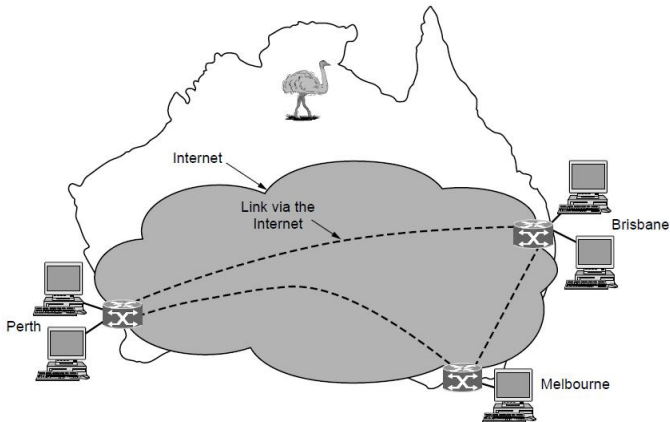 Internet
Link via the
Internet
Brisbane
Perth
Melbourne